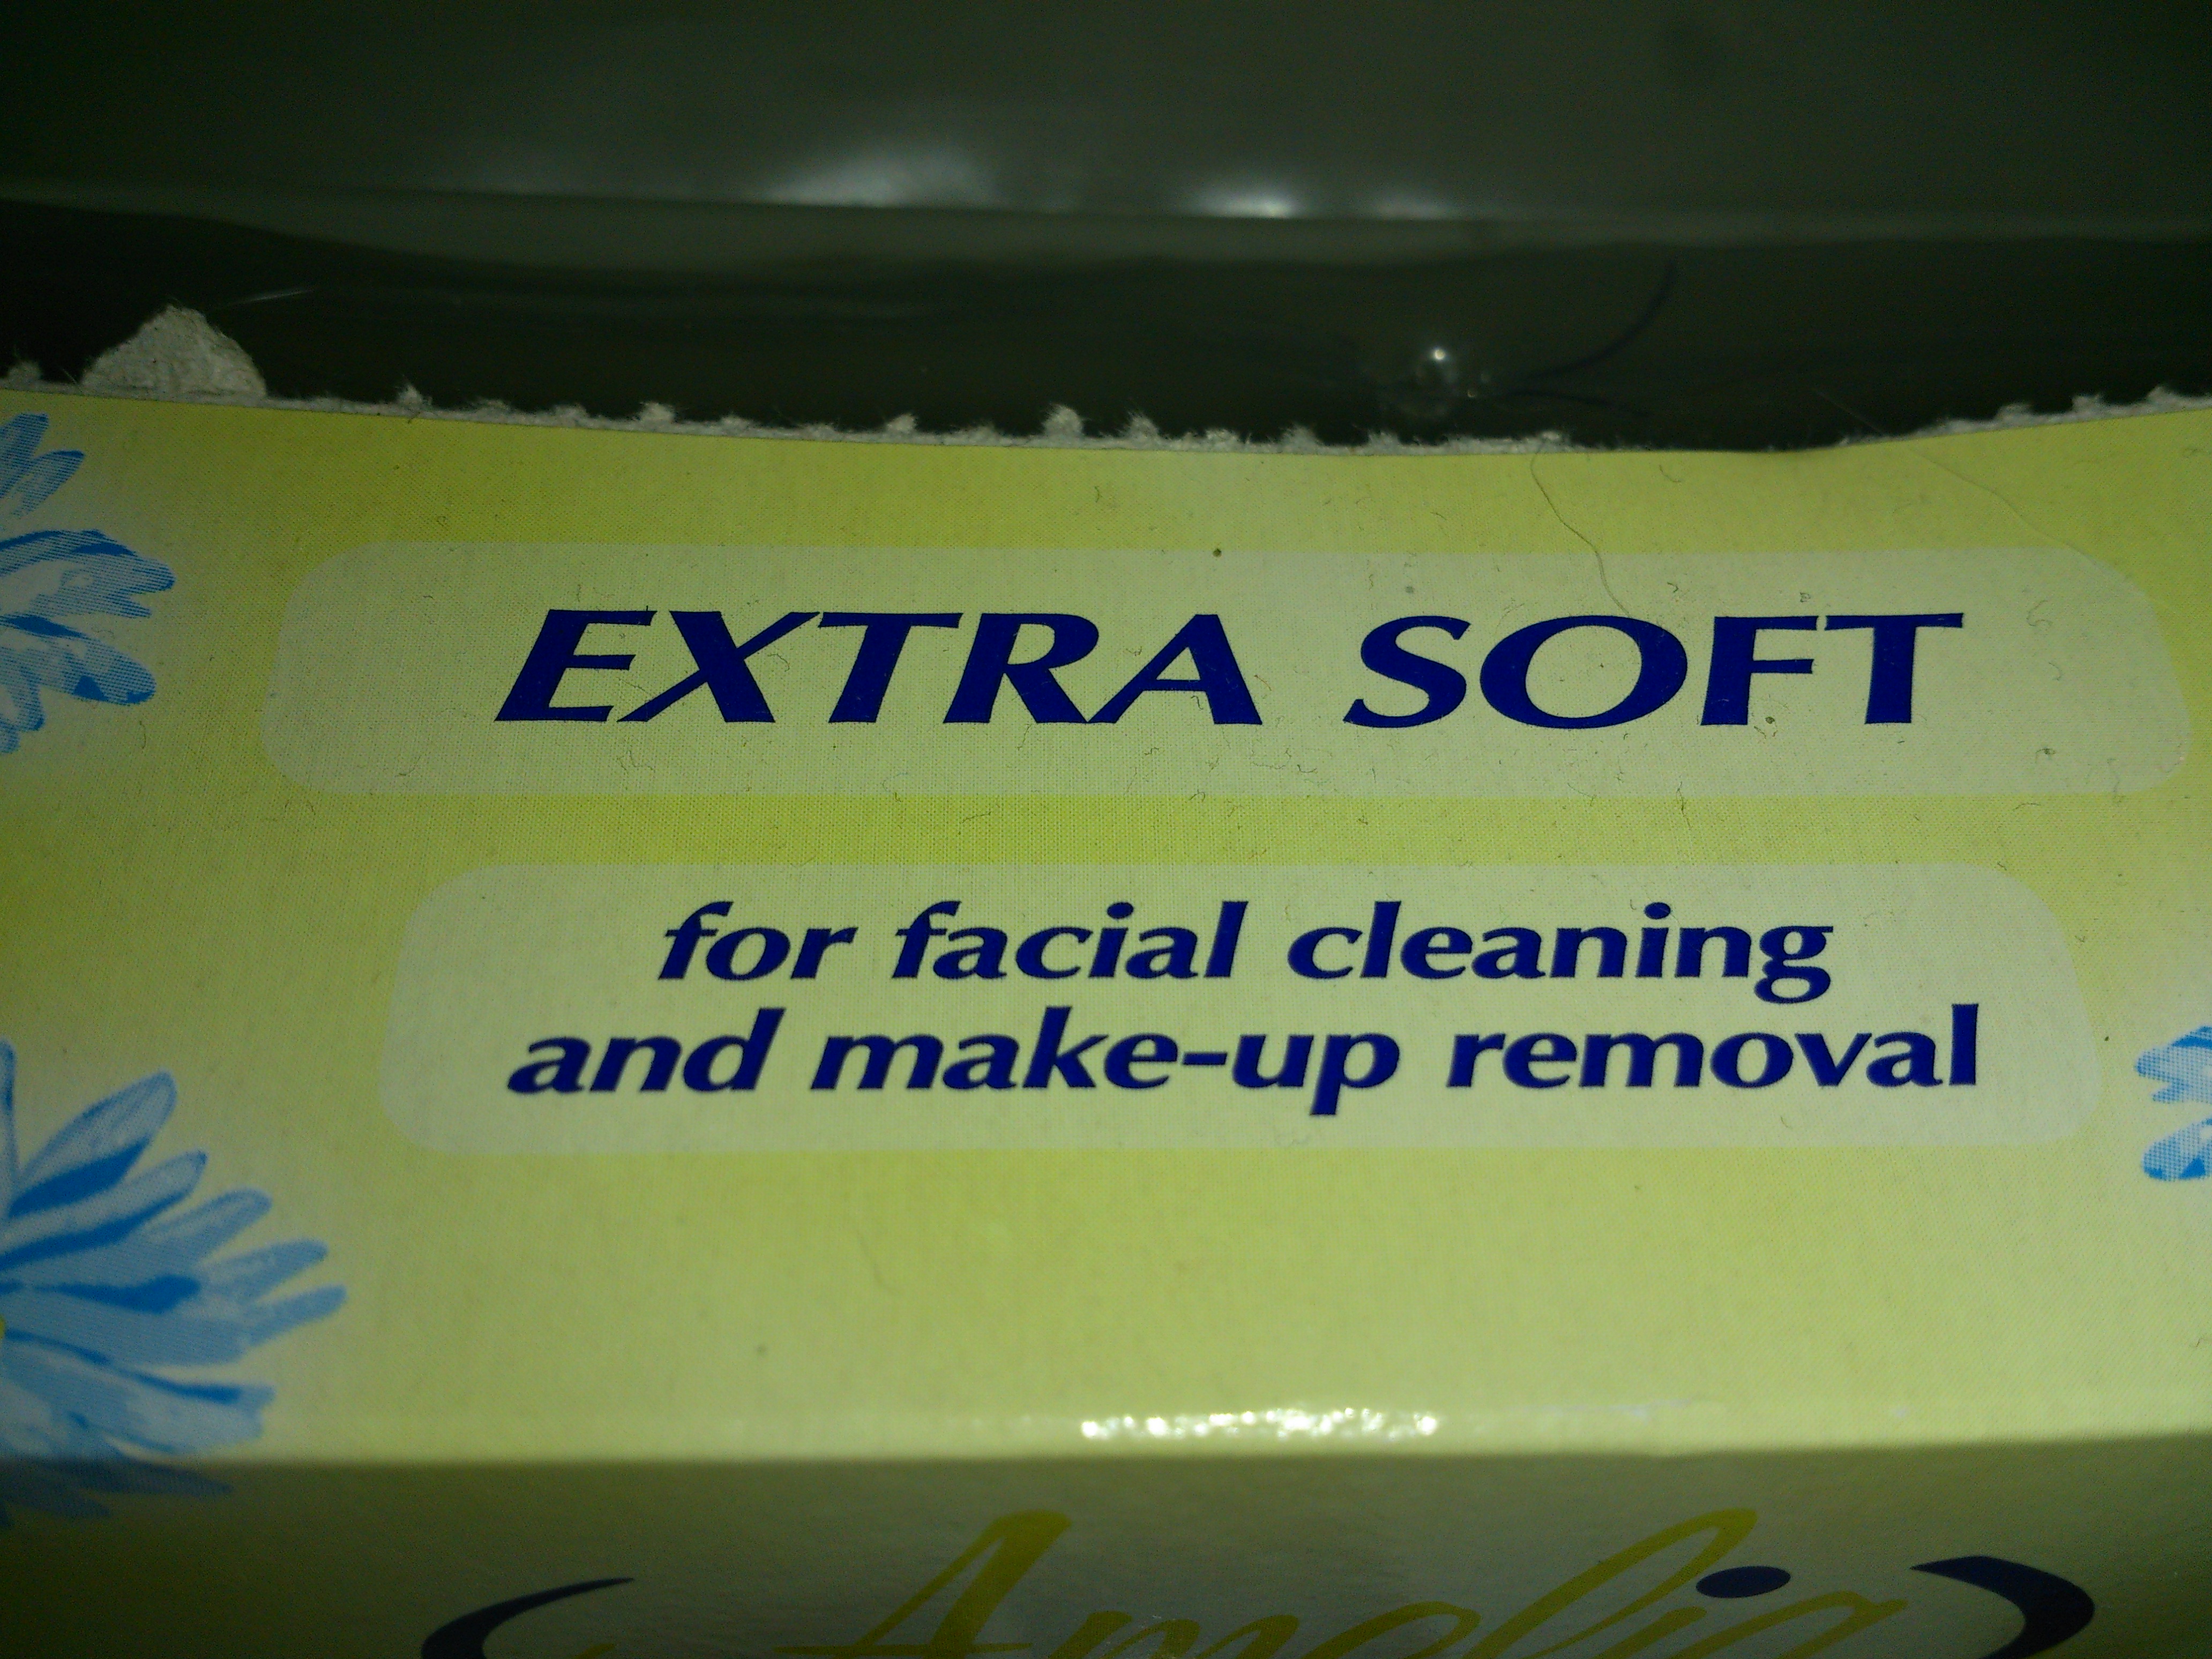 EXTRA SOFT
for facial cleaning
and make-up removal